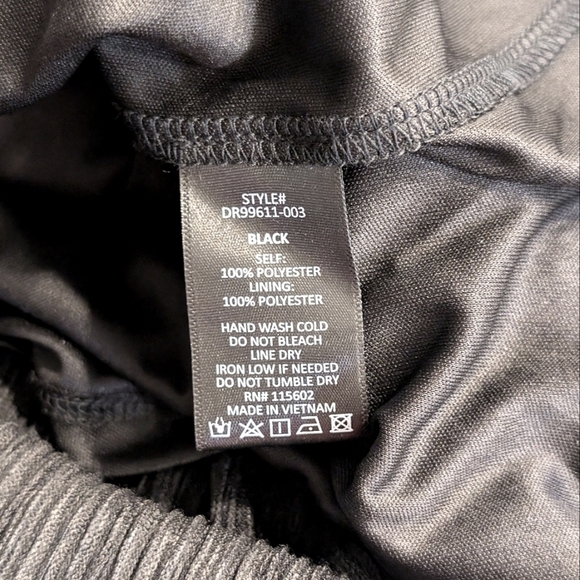 STYLE#
DR99611-003
BLACK
SELF:
100% POLYESTER
LINING:
100% POLYESTER
HAND WASH COLD
DO NOT BLEACH
LINE DRY
IRON LOW IF NEEDED
DO NOT TUMBLE DRY
RN# 115602
MADE IN VIETNAM